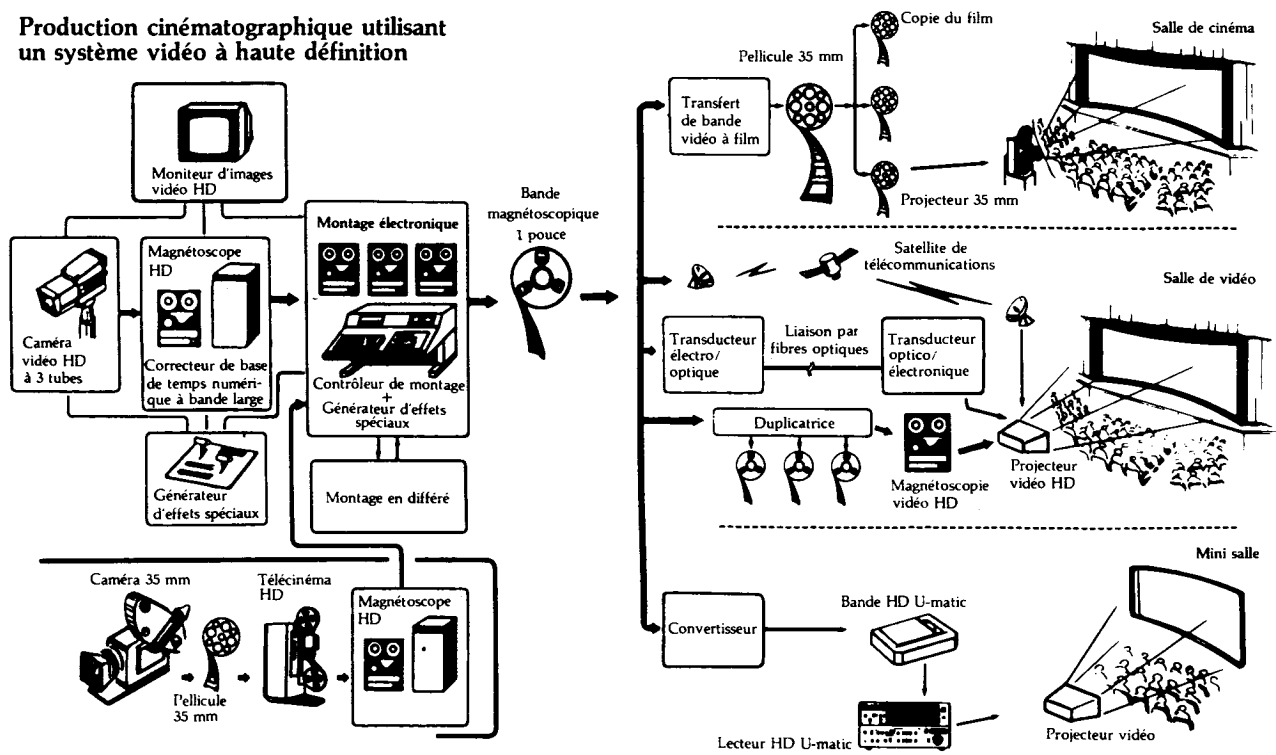 Production cinématographique utilisant
un système vidéo à haute définition
Moniteur d'images
vidéo HD
Caméra
vidéo HD
à 3 tubes
Magnétoscope
HD
Correcteur de base
de temps numéri-
que à bande large
Générateur
d'effets spéciaux
Montage électronique
Contrôleur de montage
+
Générateur d'effets
spéciaux
Montage en différé
Bande
magnétoscopique
1 pouce
Caméra 35 mm
Pellicule
35 mm
Télécinéma
HD
Magnétoscope
HD
Transfert
de bande
vidéo à film
Pellicule 35 mm
Copie du film
Projecteur 35 mm
Salle de cinéma
Satellite de
télécommunications
Salle de vidéo
Transducteur
électro/
optique
Liaison par
fibres optiques
Transducteur
optico/
électronique
Duplicatrice
Magnétoscopie
vidéo HD
Projecteur
vidéo HD
Mini salle
Convertisseur
Bande HD U-matic
Lecteur HD U-matic
Projecteur vidéo